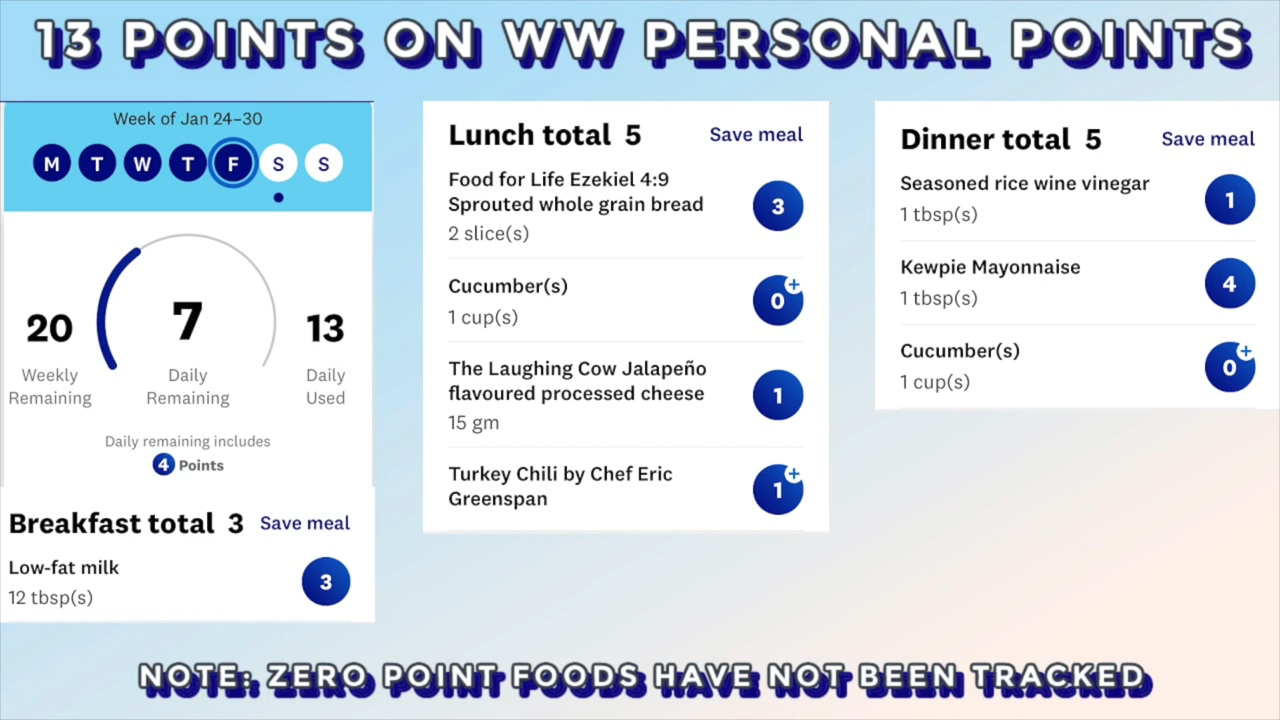 13 POINTS ON WW PERSONAL POINTS
Week of Jan 24–30
M T W T F S S
20
Weekly
Remaining
7
Daily
Remaining
13
Daily
Used
Daily remaining includes
4 Points
Breakfast total 3 Save meal
Low-fat milk
12 tbsp(s)
3
Lunch total 5 Save meal
Food for Life Ezekiel 4:9
Sprouted whole grain bread
2 slice(s)
3
Cucumber(s)
1 cup(s)
0+
The Laughing Cow Jalapeño
flavoured processed cheese
15 gm
1
Turkey Chili by Chef Eric
Greenspan
1+
Dinner total 5 Save meal
Seasoned rice wine vinegar
1 tbsp(s)
1
Kewpie Mayonnaise
1 tbsp(s)
4
Cucumber(s)
1 cup(s)
0+
NOTE: ZERO POINT FOODS HAVE NOT BEEN TRACKED